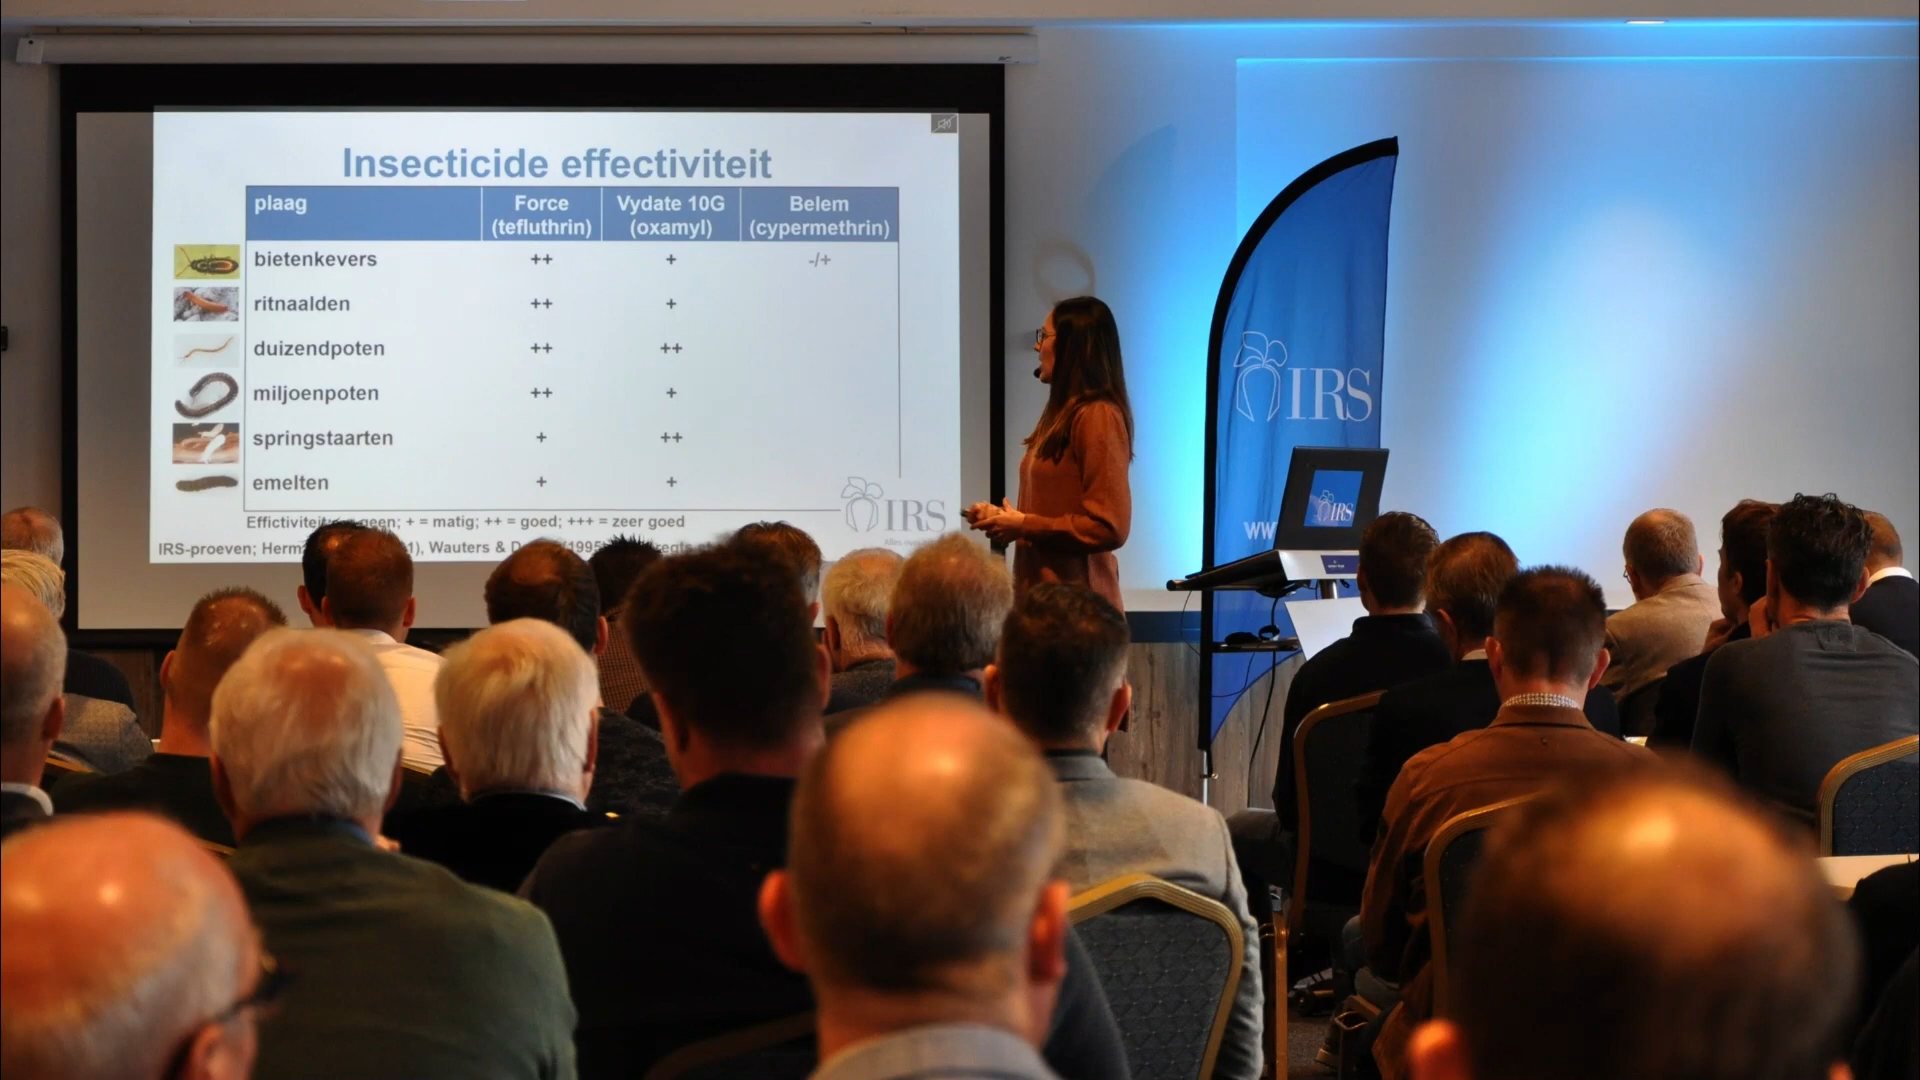 Insecticide effectiviteit
plaag Force (tefluthrin) Vydate 10G (oxamyl) Belem (cypermethrin)
bietenkevers ++ + -/+
ritnaalden ++ +
duizendpoten ++ ++
miljoenpoten ++ +
springstaarten + ++
emelten + +
geen; + = matig; ++ = goed; +++ = zeer goed
IRS-proeven; Wauters &
IRS
IRS
IRS